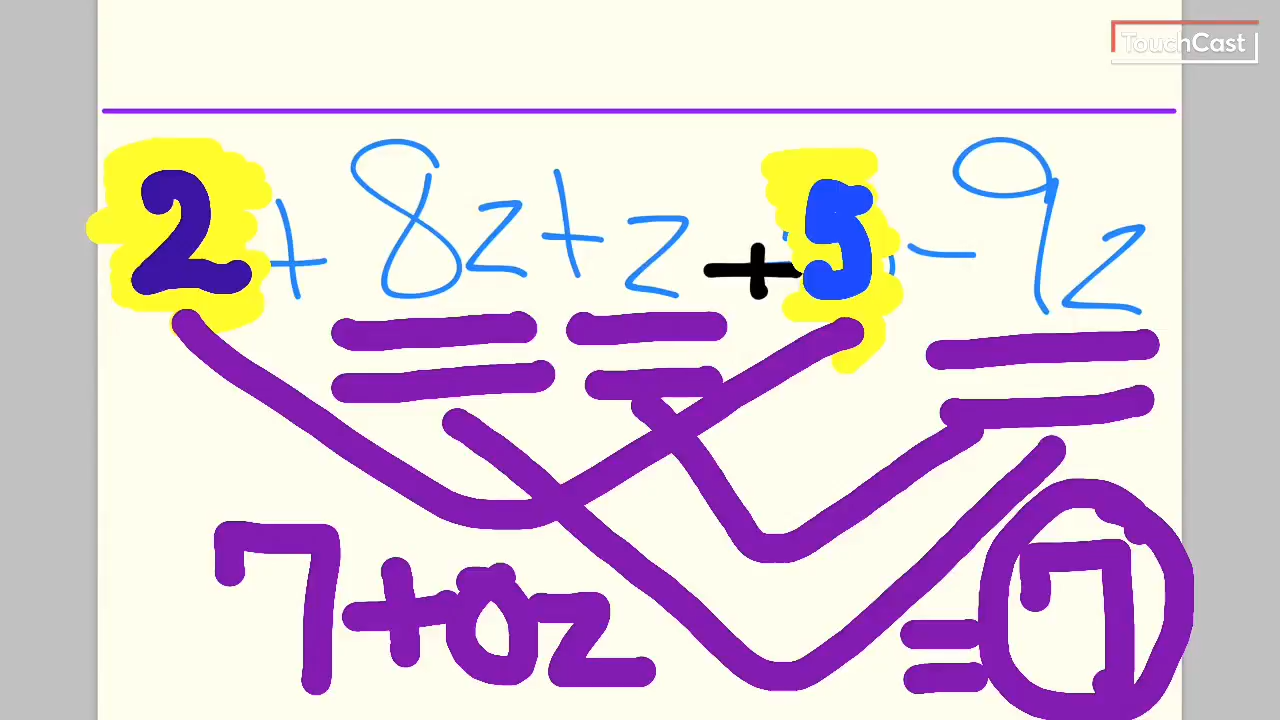 TouchCast
2 + 8z + z + 5 - 9z
7 + 0z = 7